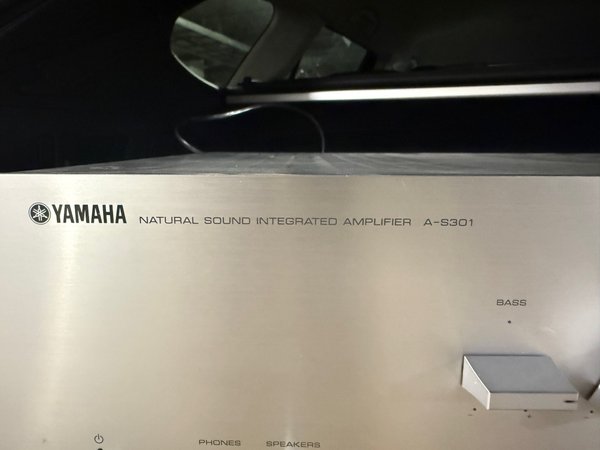 YAMAHA NATURAL SOUND INTEGRATED AMPLIFIER A-S301
BASS
PHONES SPEAKERS